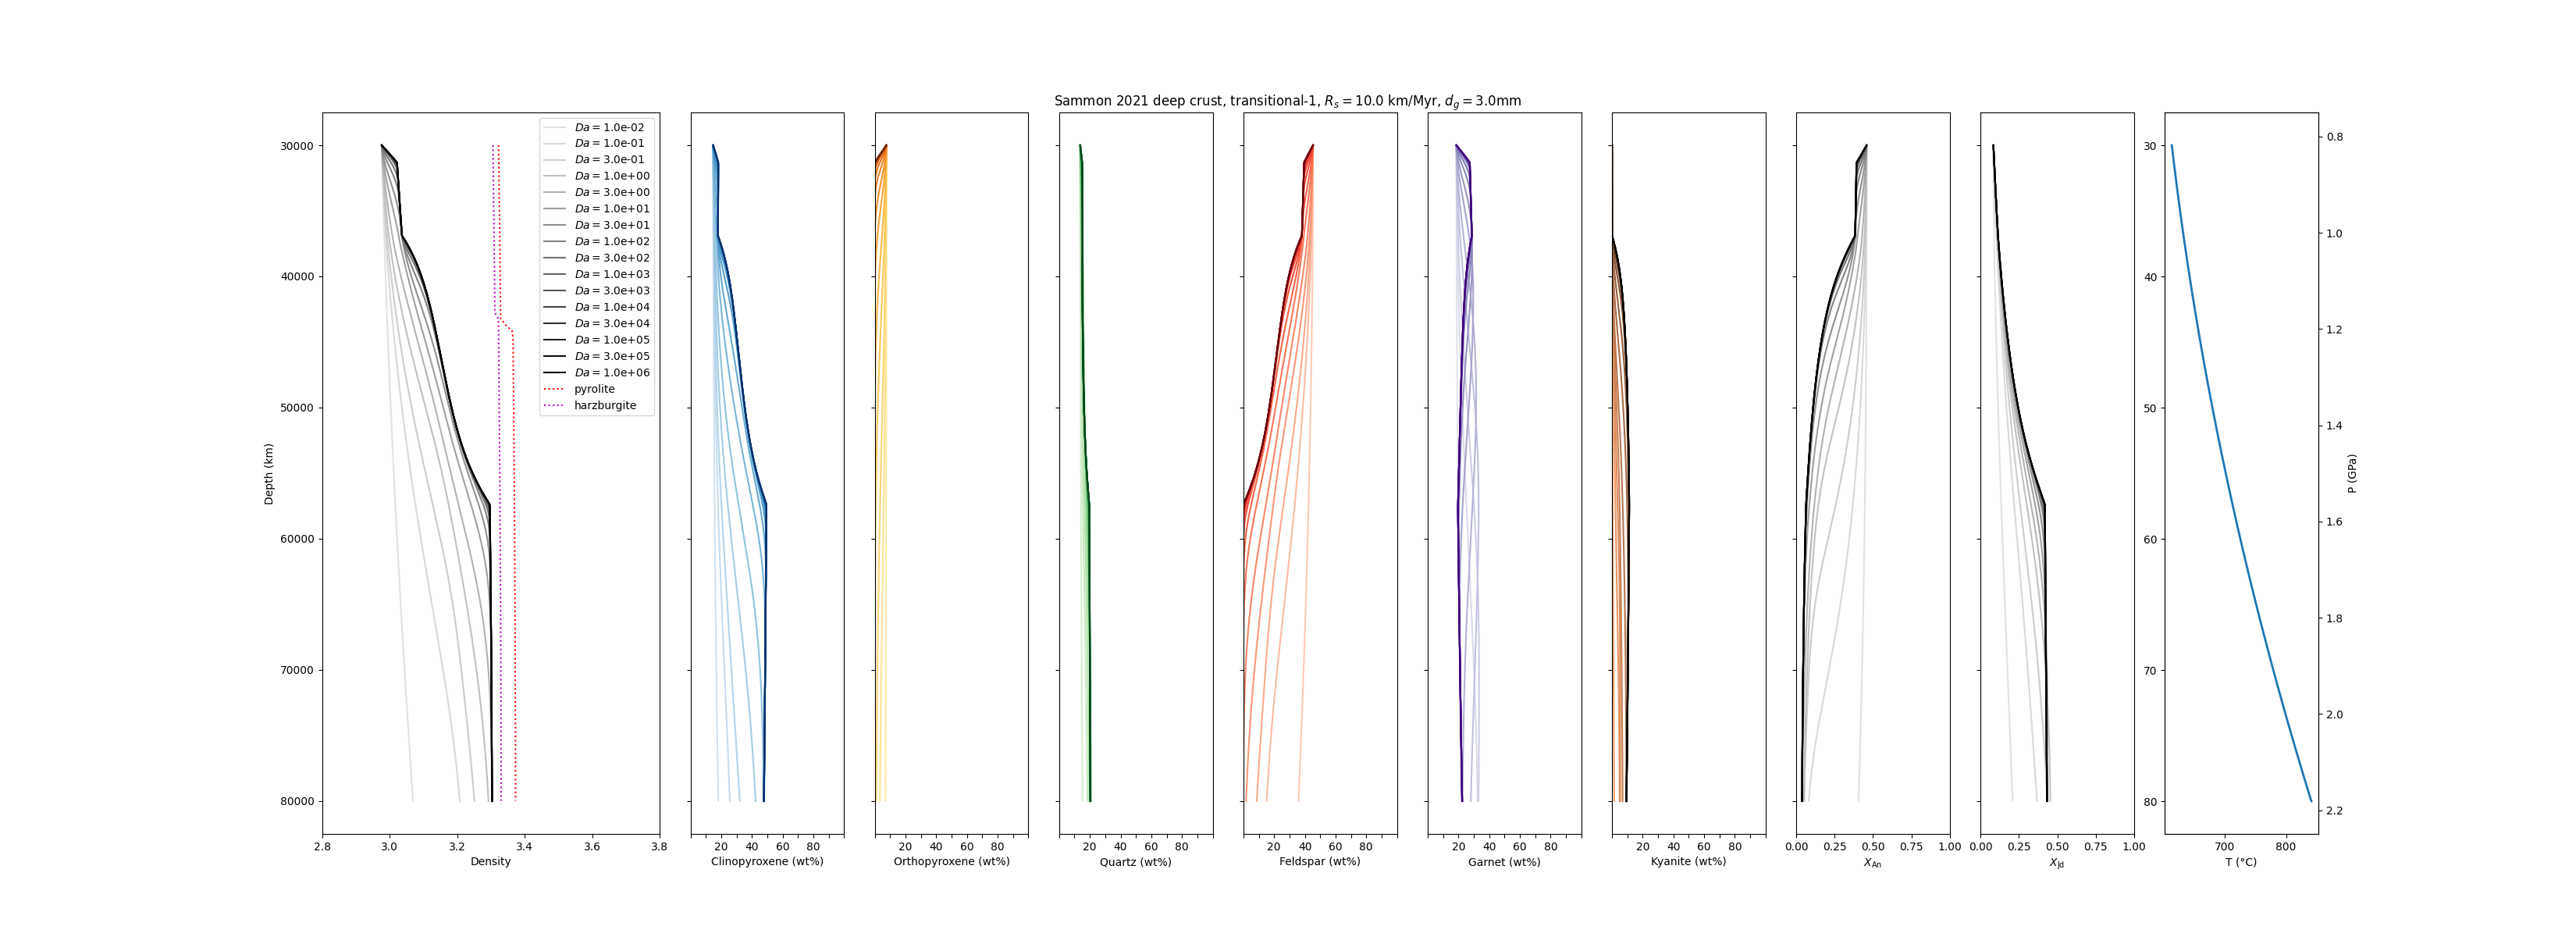 Sammon 2021 deep crust, transitional-1, Rₛ = 10.0 km/Myr, d_g = 3.0mm
Depth (km)
30000
40000
50000
60000
70000
80000
Da = 1.0e-02
Da = 1.0e-01
Da = 3.0e-01
Da = 1.0e+00
Da = 3.0e+00
Da = 1.0e+01
Da = 3.0e+01
Da = 1.0e+02
Da = 3.0e+02
Da = 1.0e+03
Da = 3.0e+03
Da = 1.0e+04
Da = 3.0e+04
Da = 1.0e+05
Da = 3.0e+05
Da = 1.0e+06
pyrolite
harzburgite
2.8 3.0 3.2 3.4 3.6 3.8
Density
20 40 60 80
Clinopyroxene (wt%)
20 40 60 80
Orthopyroxene (wt%)
20 40 60 80
Quartz (wt%)
20 40 60 80
Feldspar (wt%)
20 40 60 80
Garnet (wt%)
20 40 60 80
Kyanite (wt%)
0.00 0.25 0.50 0.75 1.00
X_An
0.00 0.25 0.50 0.75 1.00
X_Jd
30
40
50
60
70
80
700 800
T (°C)
0.8
1.0
1.2
1.4
1.6
1.8
2.0
2.2
P (GPa)